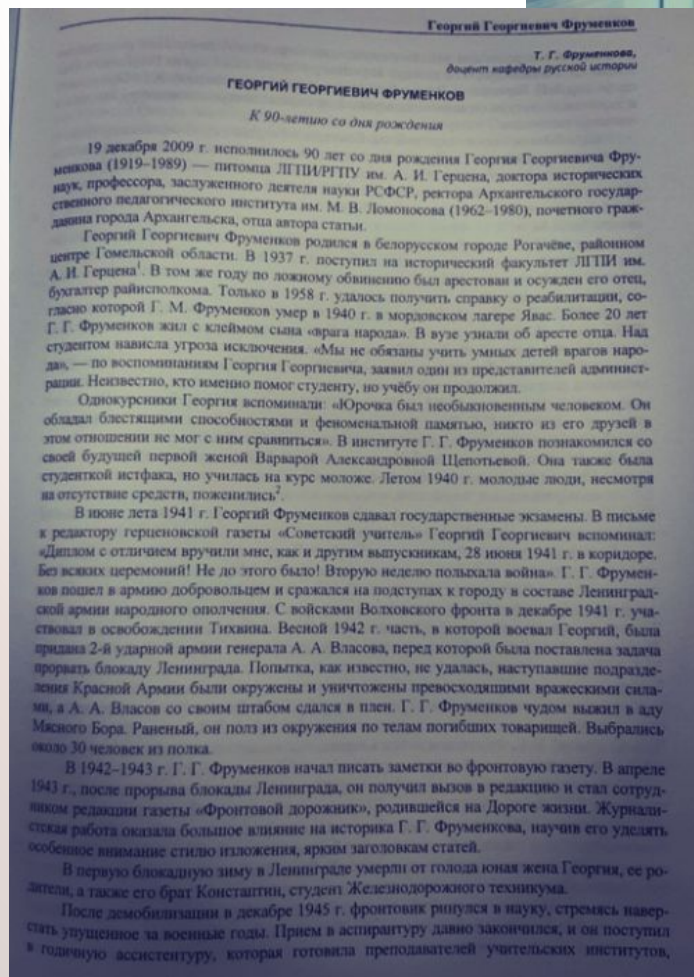 Георгий Георгиевич Фруменков
Т. Г. Фруменкова,
доцент кафедры русской истории
ГЕОРГИЙ ГЕОРГИЕВИЧ ФРУМЕНКОВ
К 90-летию со дня рождения
19 декабря 2009 г. исполнилось 90 лет со дня рождения Георгия Георгиевича Фру-
менкова (1919–1989) — питомца ЛГПИ/РГПУ им. А. И. Герцена, доктора исторических
наук, профессора, заслуженного деятеля науки РСФСР, ректора Архангельского государ-
ственного педагогического института им. М. В. Ломоносова (1962–1980), почетного граж-
данина города Архангельска, отца автора статьи.
Георгий Георгиевич Фруменков родился в белорусском городе Рогачёве, районном
центре Гомельской области. В 1937 г. поступил на исторический факультет ЛГПИ им.
А. И. Герцена1. В том же году по ложному обвинению был арестован и осужден его отец,
бухгалтер райисполкома. Только в 1958 г. удалось получить справку о реабилитации, со-
гласно которой Г. М. Фруменков умер в 1940 г. в мордовском лагере Явас. Более 20 лет
Г. Г. Фруменков жил с клеймом сына «врага народа». В вузе узнали об аресте отца. Над
студентом нависла угроза исключения. «Мы не обязаны учить умных детей врагов наро-
да», — по воспоминаниям Георгия Георгиевича, заявил один из представителей админист-
рации. Неизвестно, кто именно помог студенту, но учёбу он продолжил.
Однокурсники Георгия вспоминали: «Юрочка был необыкновенным человеком. Он
обладал блестящими способностями и феноменальной памятью, никто из его друзей в
этом отношении не мог с ним сравниться». В институте Г. Г. Фруменков познакомился со
своей будущей первой женой Варварой Александровной Щепотьевой. Она также была
студенткой истфака, но училась на курс моложе. Летом 1940 г. молодые люди, несмотря
на отсутствие средств, поженились2.
В июне лета 1941 г. Георгий Фруменков сдавал государственные экзамены. В письме
к редактору герценовской газеты «Советский учитель» Георгий Георгиевич вспоминал:
«Диплом с отличием вручили мне, как и другим выпускникам, 28 июня 1941 г. в коридоре.
Без всяких церемоний! Не до этого было! Вторую неделю полыхала война». Г. Г. Фрумен-
ков пошел в армию добровольцем и сражался на подступах к городу в составе Ленинград-
ской армии народного ополчения. С войсками Волховского фронта в декабре 1941 г. уча-
ствовал в освобождении Тихвина. Весной 1942 г. часть, в которой воевал Георгий, была
придана 2-й ударной армии генерала А. А. Власова, перед которой была поставлена задача
прорвать блокаду Ленинграда. Попытка, как известно, не удалась, наступавшие подразде-
ления Красной Армии были окружены и уничтожены превосходящими вражескими сила-
ми, а А. А. Власов со своим штабом сдался в плен. Г. Г. Фруменков чудом выжил в аду
Мясного Бора. Раненый, он полз из окружения по телам погибших товарищей. Выбрались
около 30 человек из полка.
В 1942–1943 г. Г. Г. Фруменков начал писать заметки во фронтовую газету. В апреле
1943 г., после прорыва блокады Ленинграда, он получил вызов в редакцию и стал сотруд-
ником редакции газеты «Фронтовой дорожник», родившейся на Дороге жизни. Журнали-
стская работа оказала большое влияние на историка Г. Г. Фруменкова, научив его уделять
особенное внимание стилю изложения, ярким заголовкам статей.
В первую блокадную зиму в Ленинграде умерли от голода юная жена Георгия, ее ро-
дители, а также его брат Константин, студент Железнодорожного техникума.
После демобилизации в декабре 1945 г. фронтовик ринулся в науку, стремясь навер-
стать упущенное за военные годы. Прием в аспирантуру давно закончился, и он поступил
в годичную ассистентуру, которая готовила преподавателей учительских институтов,